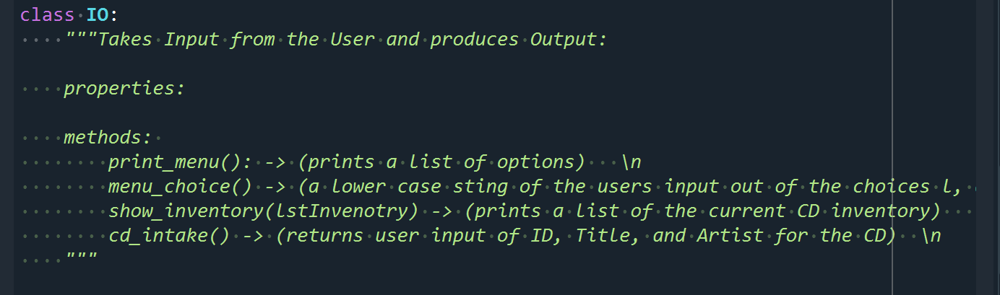 class IO:
"""Takes Input from the User and produces Output:
properties:
methods:
print_menu(): -> (prints a list of options) \n
menu_choice() -> (a lower case sting of the users input out of the choices l,
show_inventory(lstInvenotry) -> (prints a list of the current CD inventory)
cd_intake() -> (returns user input of ID, Title, and Artist for the CD) \n
"""